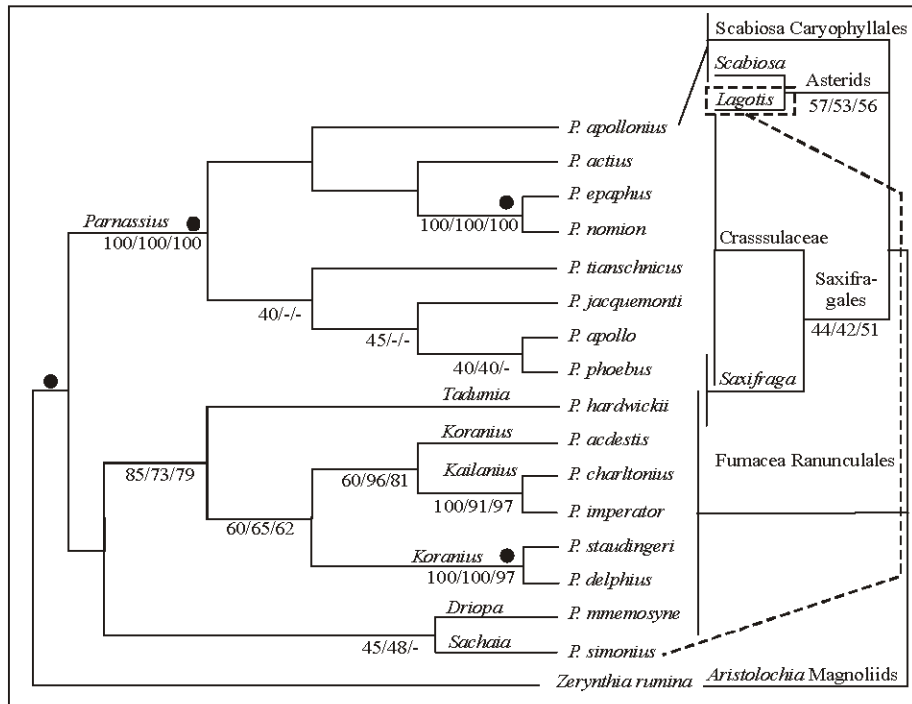 Scabiosa Caryophyllales
Scabiosa
Asterids
Lagotis
57/53/56
P. apollonius
P. actius
P. epaphus
Parnassius
100/100/100
100/100/100
P. nomion
Crasssulaceae
P. tianschnicus
Saxifra-
gales
40/-/-
P. jacquemonti
45/-/-
P. apollo
44/42/51
40/40/-
P. phoebus
Saxifraga
Tadumia
P. hardwickii
Koranius
P. acdestis
Fumacea Ranunculales
85/73/79
Kailanius
60/96/81
P. charltonius
100/91/97
60/65/62
P. imperator
Koranius
P. staudingeri
100/100/97
P. delphius
Driopa
P. mmemosyne
45/48/-
Sachaia
P. simonius
Zerynthia rumina
Aristolochia Magnoliids